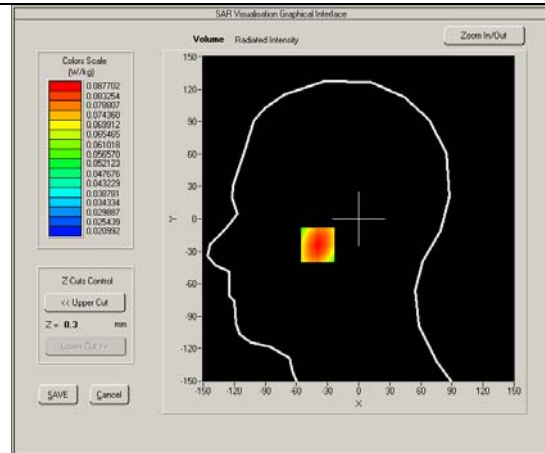 SAR Visualisation Graphical Interface
Volume Radiated Intensity
Zoom In/Out
Colors Scale
(W/kg)
0.087702
0.083254
0.078807
0.074360
0.069912
0.065465
0.061018
0.056570
0.052123
0.047676
0.043229
0.038781
0.034334
0.029887
0.025439
0.020992
Z Cuts Control
<< Upper Cut
Z = 0.3 mm
Lower Cut >>
SAVE
Cancel
150
120
90
60
30
0
-30
-60
-90
-120
-150
Y
-150 -120 -90 -60 -30 0 30 60 90 120 150
X